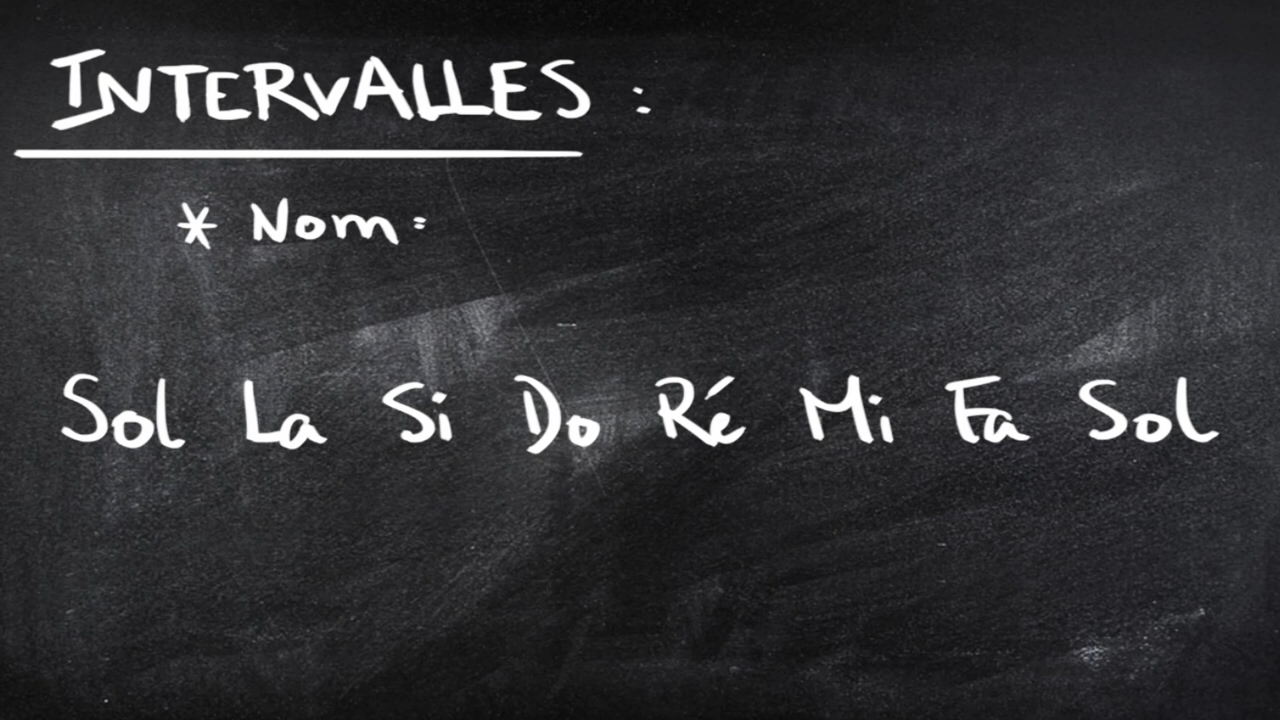 INTERVALLES :
* Nom :
Sol La Si Do Ré Mi Fa Sol